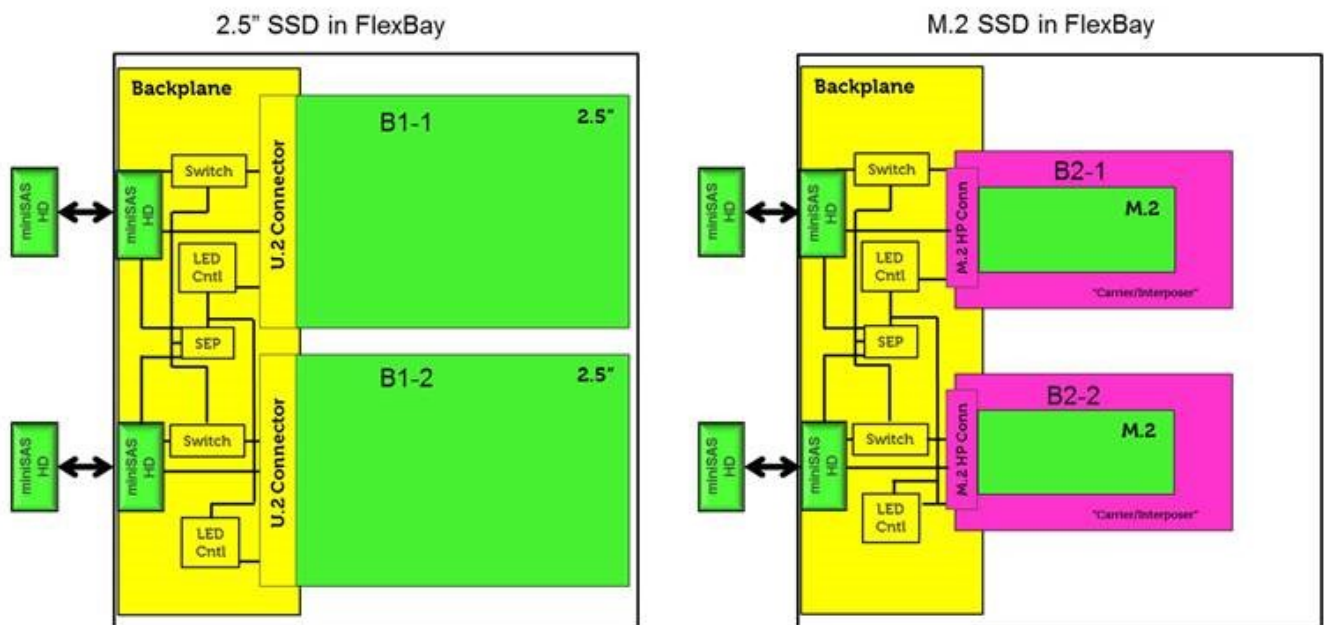 2.5” SSD in FlexBay
Backplane
miniSAS
HD
miniSAS
HD
Switch
LED
Cntl
SEP
U.2 Connector
B1-1
2.5”
miniSAS
HD
miniSAS
HD
Switch
LED
Cntl
U.2 Connector
B1-2
2.5”
M.2 SSD in FlexBay
Backplane
miniSAS
HD
miniSAS
HD
Switch
LED
Cntl
SEP
M.2 HP Conn
B2-1
M.2
"Carrier/Interposer"
miniSAS
HD
miniSAS
HD
Switch
LED
Cntl
M.2 HP Conn
B2-2
M.2
"Carrier/Interposer"